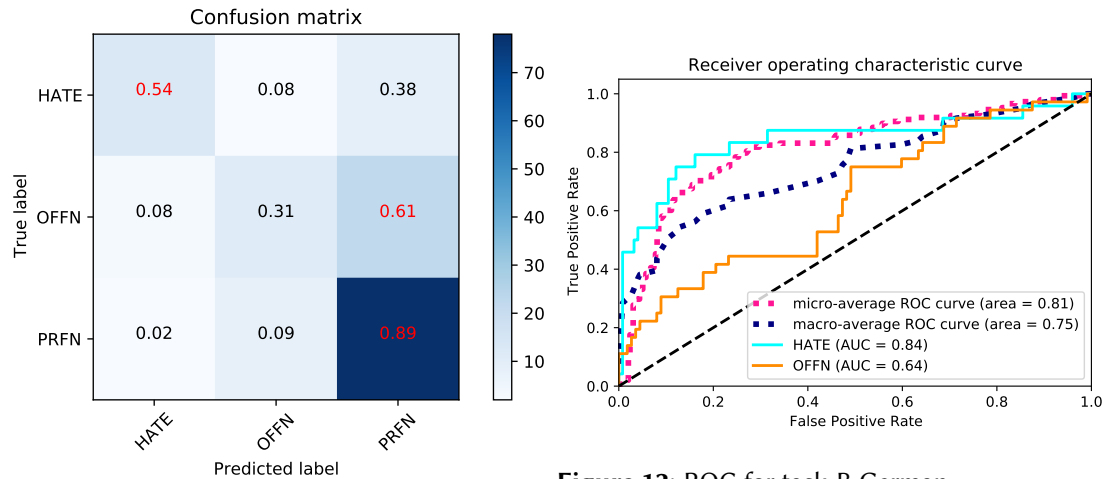 Confusion matrix
HATE
OFFN
PRFN
True label
0.54 0.08 0.38
0.08 0.31 0.61
0.02 0.09 0.89
HATE OFFN PRFN
Predicted label
70
60
50
40
30
20
10
Receiver operating characteristic curve
True Positive Rate
1.0
0.8
0.6
0.4
0.2
0.0
micro-average ROC curve (area = 0.81)
macro-average ROC curve (area = 0.75)
HATE (AUC = 0.84)
OFFN (AUC = 0.64)
0.0 0.2 0.4 0.6 0.8 1.0
False Positive Rate